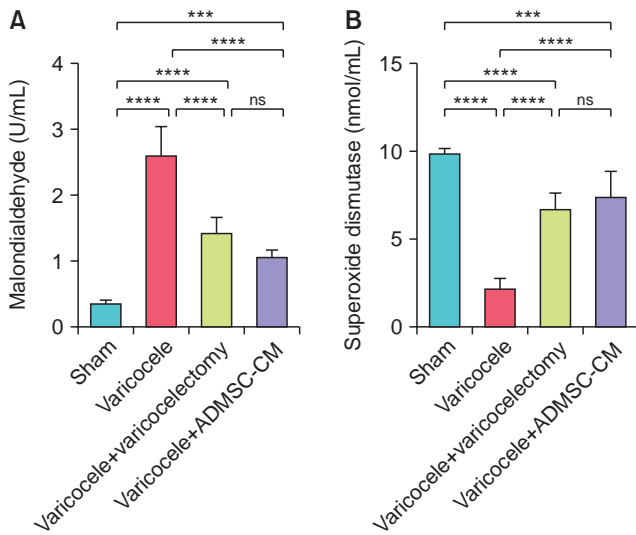 A
***
****
****
**** **** ns
Malondialdehyde (U/mL)
4
3
2
1
0
Sham
Varicocele
Varicocele+varicocelectomy
Varicocele+ADMSC-CM
B
***
****
****
**** **** ns
Superoxide dismutase (nmol/mL)
15
10
5
0
Sham
Varicocele
Varicocele+varicocelectomy
Varicocele+ADMSC-CM